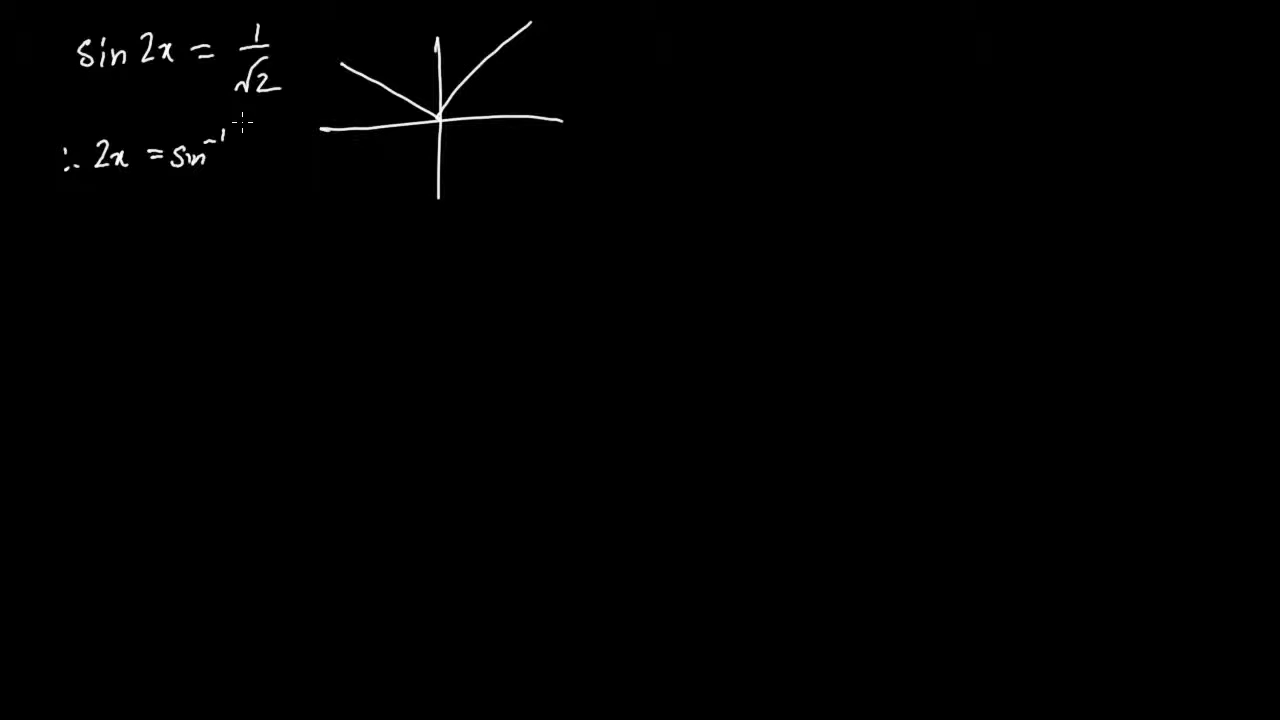 sin 2x = 1/√2
∴ 2x = sin⁻¹